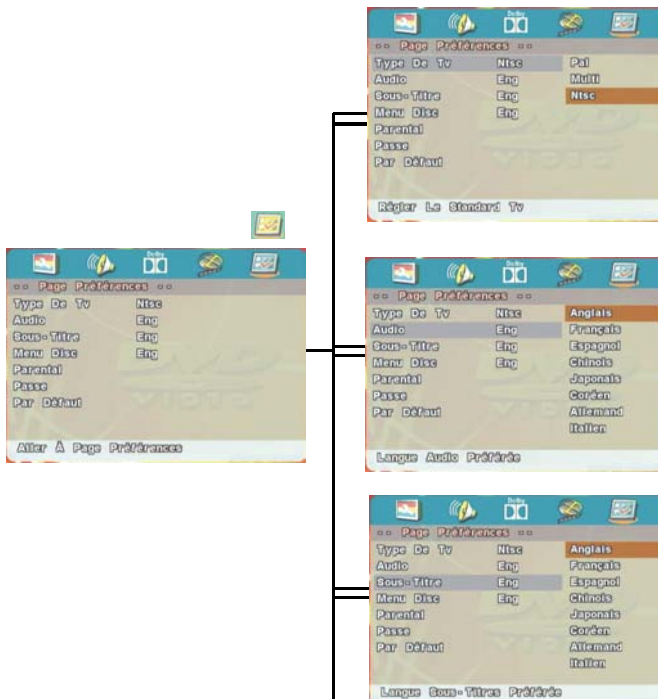 Dolby
-- Page Préférences --
Type De Tv Ntsc Pal
Audio Eng Multi
Sous-Titre Eng Ntsc
Menu Disc Eng
Parental
Passe
Par Défaut
Régler Le Standard Tv
Dolby
-- Page Préférences --
Type De Tv Ntsc
Audio Eng
Sous-Titre Eng
Menu Disc Eng
Parental
Passe
Par Défaut
Aller À Page Préférences
Dolby
-- Page Préférences --
Type De Tv Ntsc Anglais
Audio Eng Français
Sous-Titre Eng Espagnol
Menu Disc Eng Chinois
Parental Japonais
Passe Coréen
Par Défaut Allemand
Italien
Langue Audio Préférée
Dolby
-- Page Préférences --
Type De Tv Ntsc Anglais
Audio Eng Français
Sous-Titre Eng Espagnol
Menu Disc Eng Chinois
Parental Japonais
Passe Coréen
Par Défaut Allemand
Italien
Langue Sous-Titres Préférée